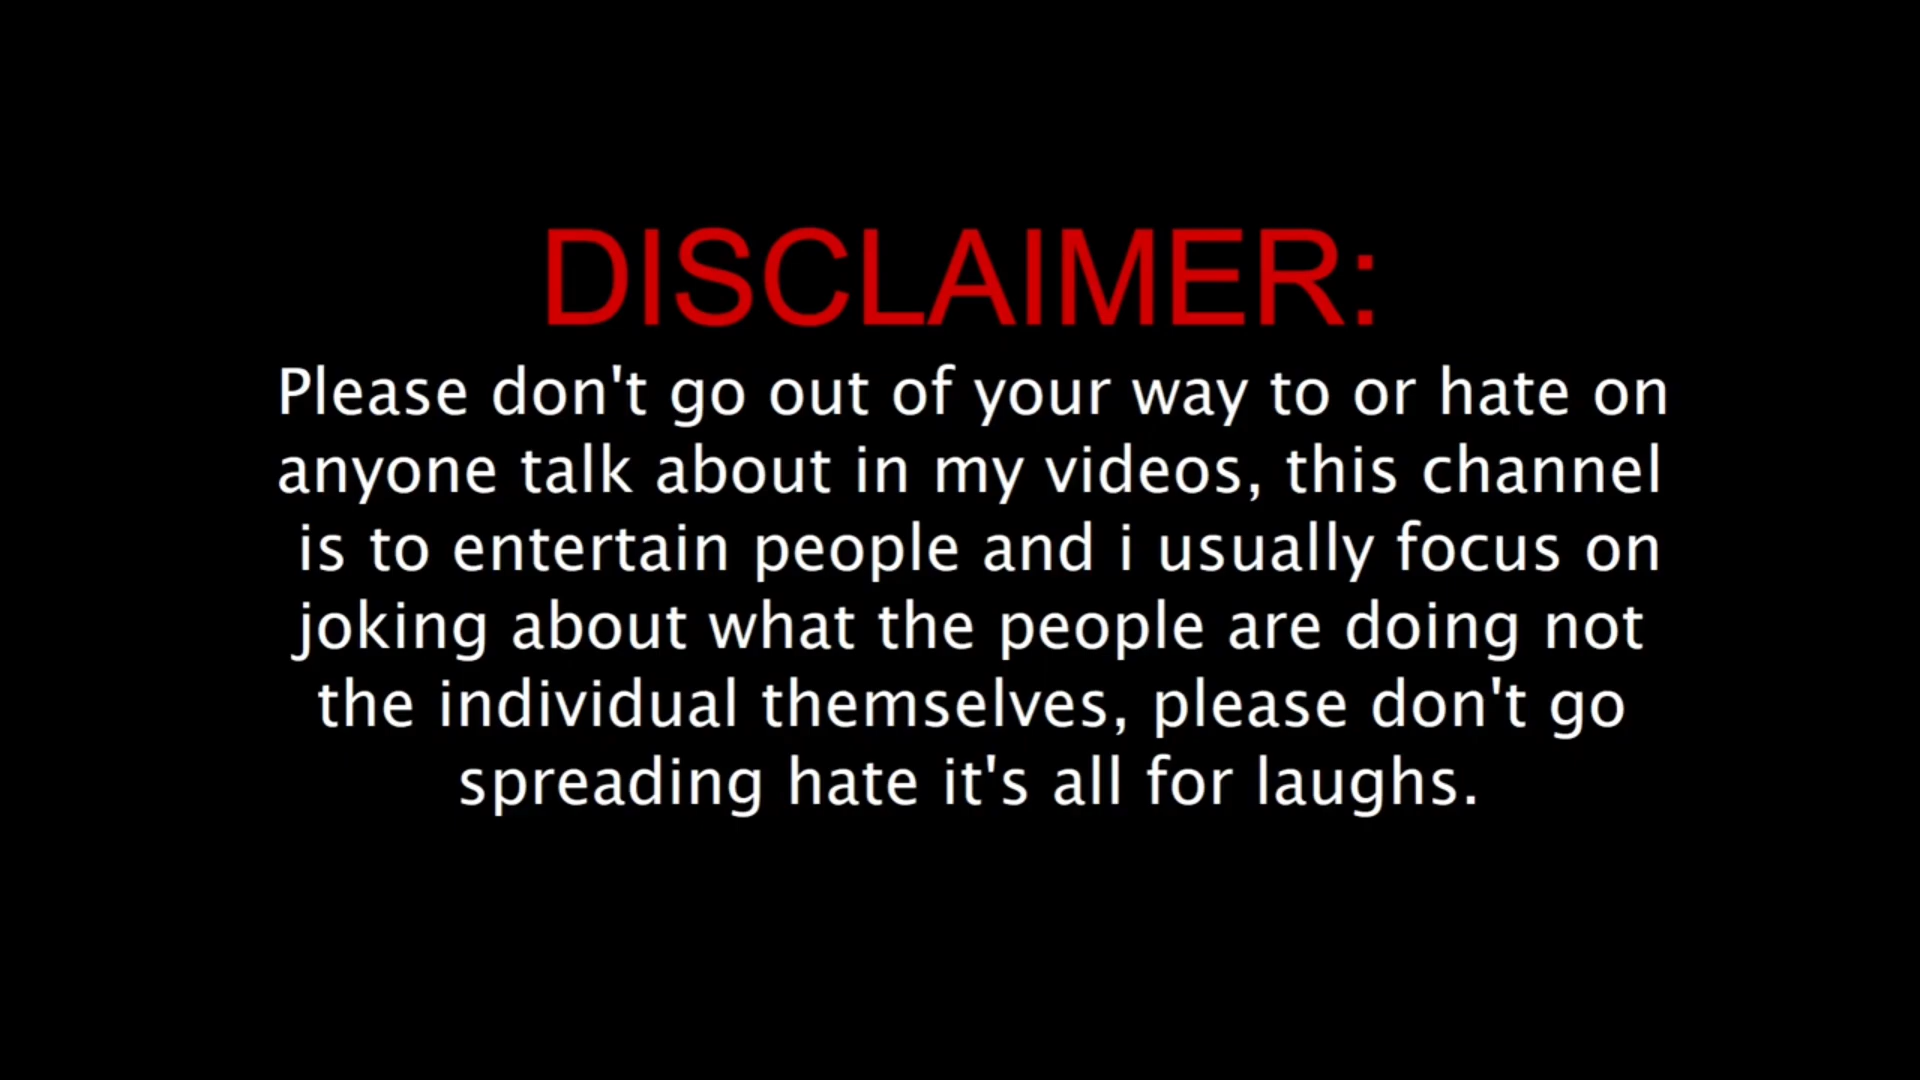 DISCLAIMER:
Please don't go out of your way to or hate on
anyone talk about in my videos, this channel
is to entertain people and i usually focus on
joking about what the people are doing not
the individual themselves, please don't go
spreading hate it's all for laughs.